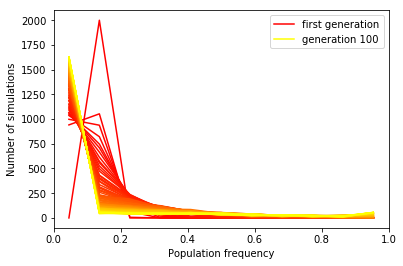 first generation
generation 100
Number of simulations
2000
1750
1500
1250
1000
750
500
250
0
0.0 0.2 0.4 0.6 0.8 1.0
Population frequency